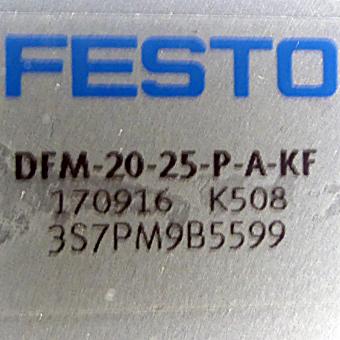 FESTO
DFM-20-25-P-A-KF
170916 K508
3S7PM9B5599